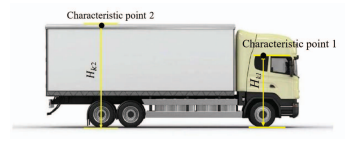 Characteristic point 2
Characteristic point 1
H_{k2}
H_{k1}